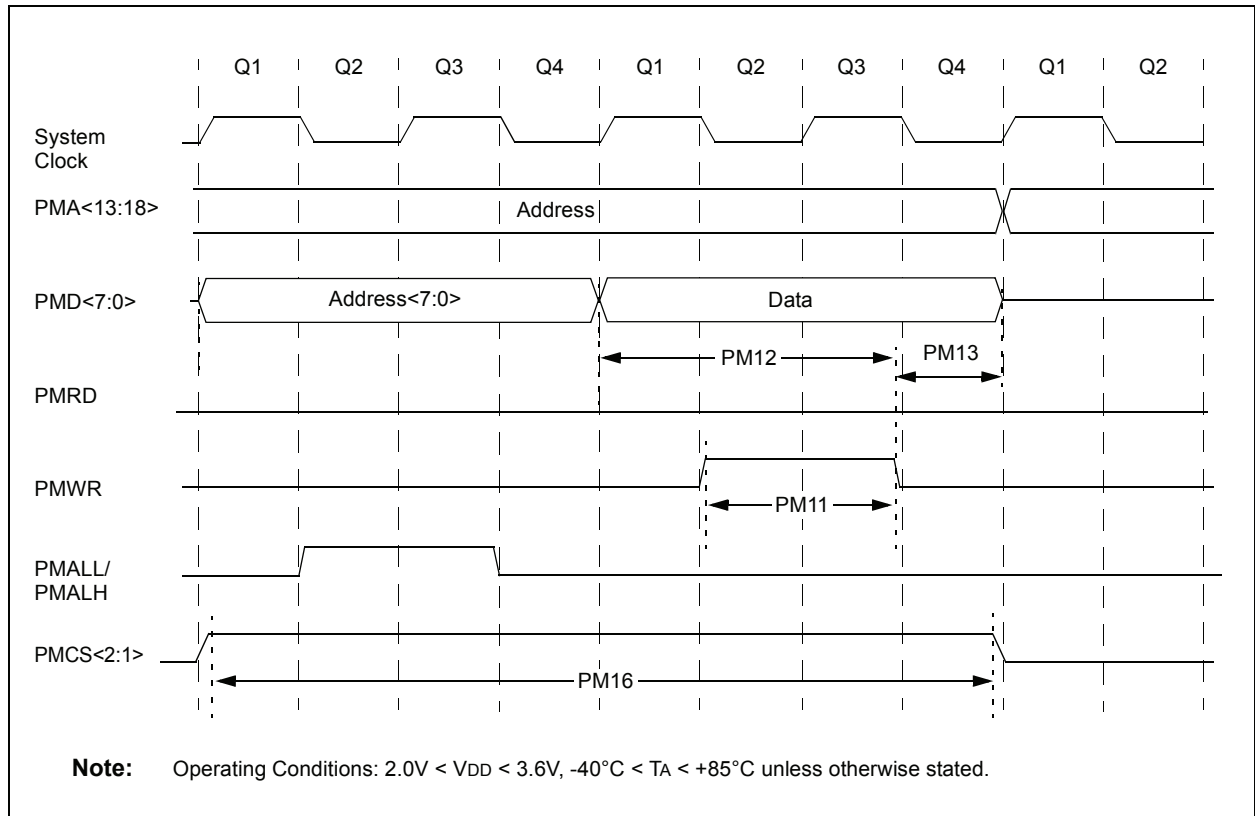 Q1 Q2 Q3 Q4 Q1 Q2 Q3 Q4 Q1 Q2
System
Clock
PMA<13:18>
Address
PMD<7:0>
Address<7:0>
Data
PM12
PM13
PMRD
PMWR
PM11
PMALL/
PMALH
PMCS<2:1>
PM16
Note: Operating Conditions: 2.0V < VDD < 3.6V, -40°C < TA < +85°C unless otherwise stated.